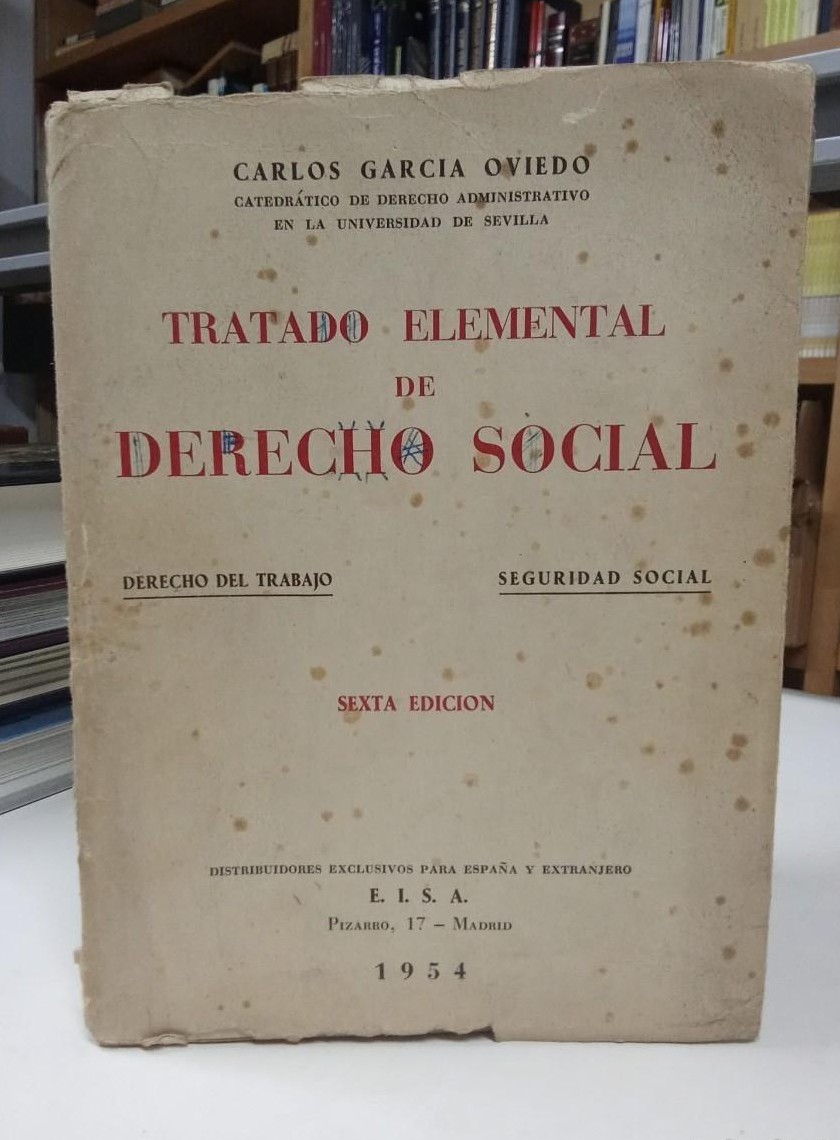 CARLOS GARCIA OVIEDO
CATEDRÁTICO DE DERECHO ADMINISTRATIVO
EN LA UNIVERSIDAD DE SEVILLA
TRATADO ELEMENTAL
DE
DERECHO SOCIAL
DERECHO DEL TRABAJO
SEGURIDAD SOCIAL
SEXTA EDICION
DISTRIBUIDORES EXCLUSIVOS PARA ESPAÑA Y EXTRANJERO
E. I. S. A.
PIZARRO, 17 – MADRID
1954